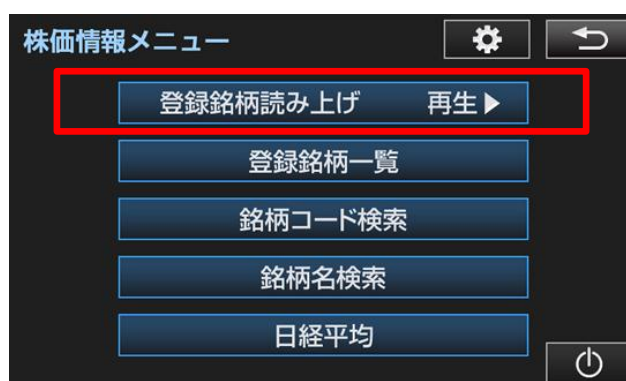 株価情報メニュー
登録銘柄読み上げ 再生▶
登録銘柄一覧
銘柄コード検索
銘柄名検索
日経平均